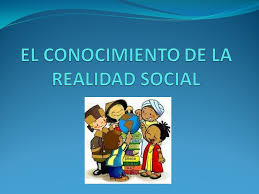 EL CONOCIMIENTO DE LA
REALIDAD SOCIAL